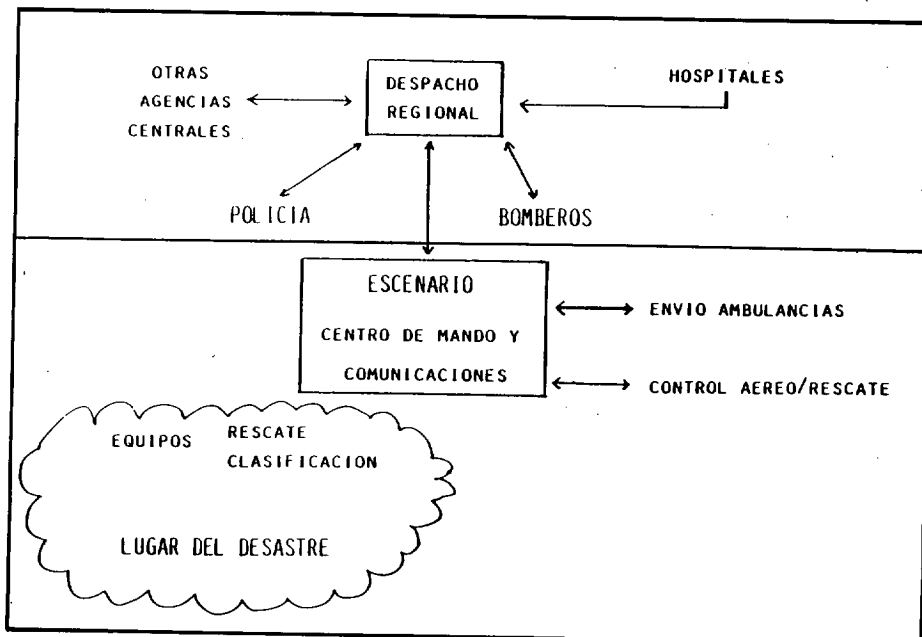 OTRAS
AGENCIAS
CENTRALES
DESPACHO
REGIONAL
HOSPITALES
POLICIA
BOMBEROS
ESCENARIO
CENTRO DE MANDO Y
COMUNICACIONES
ENVIO AMBULANCIAS
CONTROL AEREO/RESCATE
EQUIPOS
RESCATE
CLASIFICACION
LUGAR DEL DESASTRE